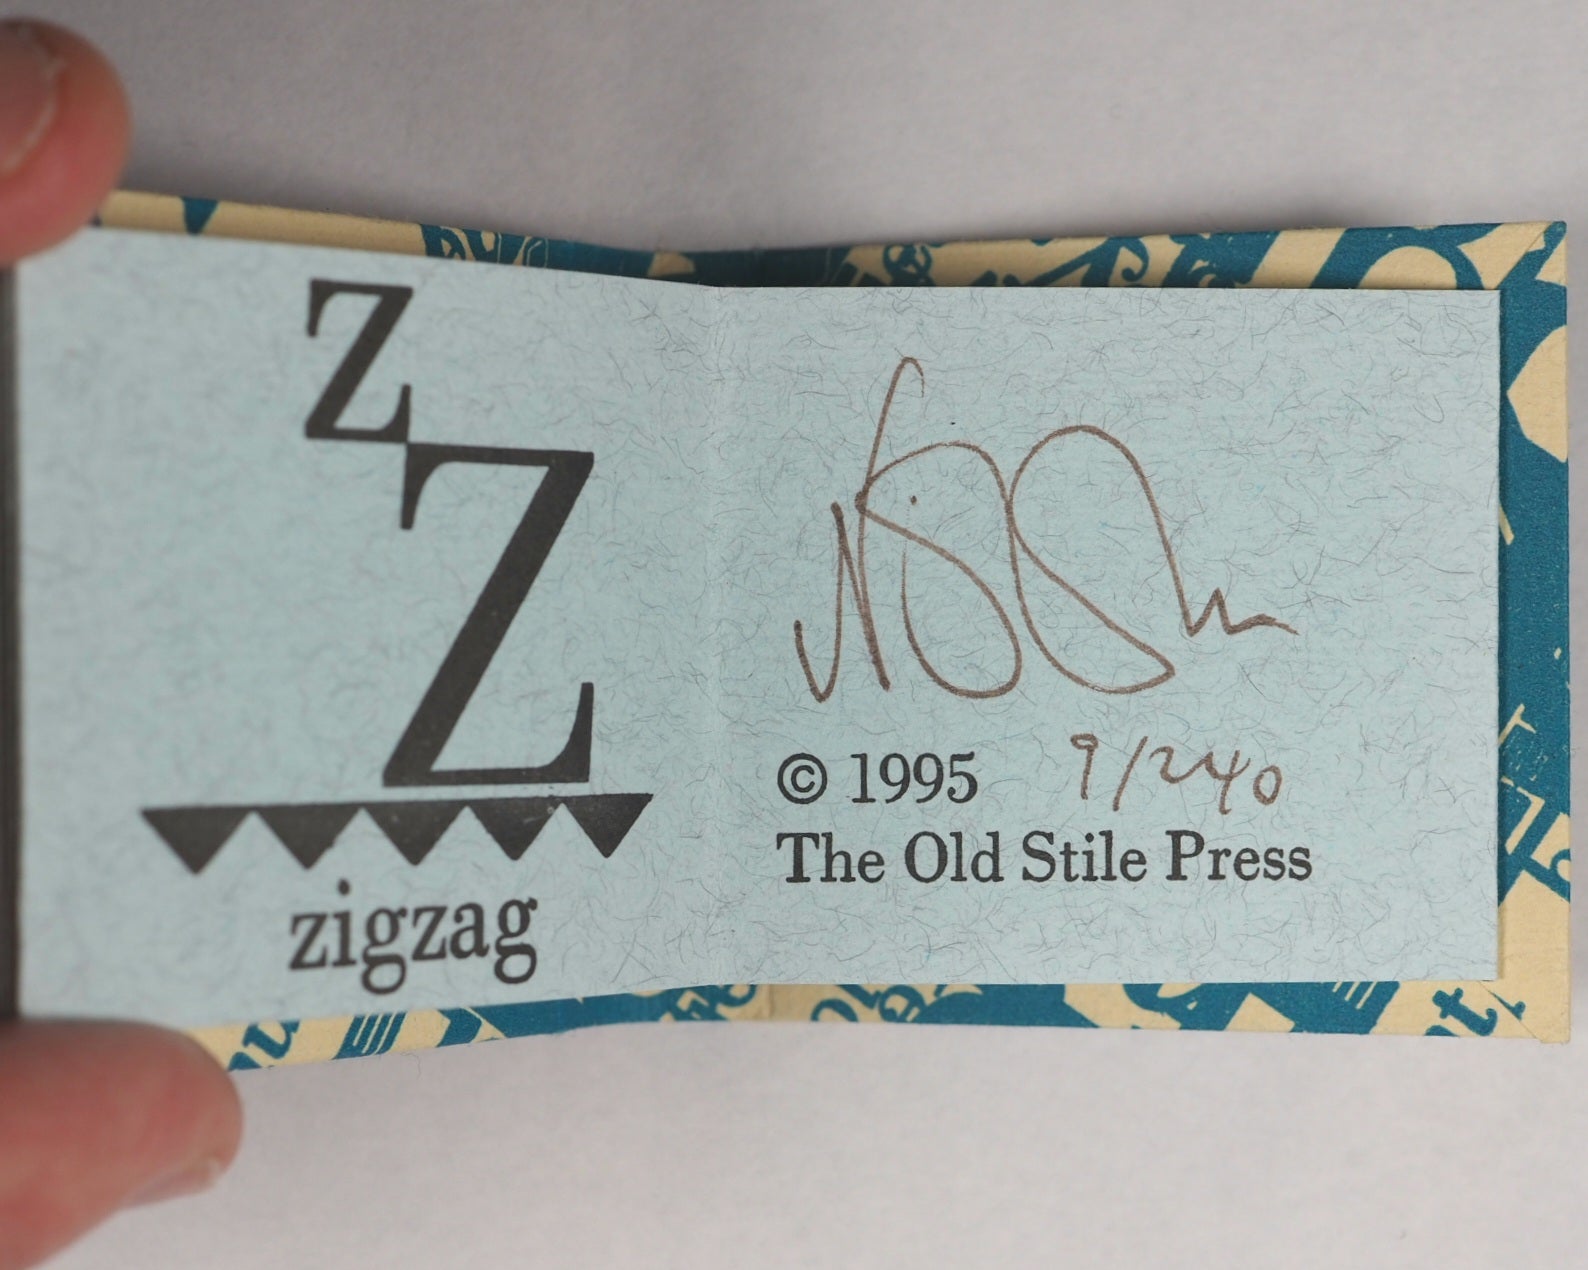 z
Z
zigzag
© 1995 9/240
The Old Stile Press